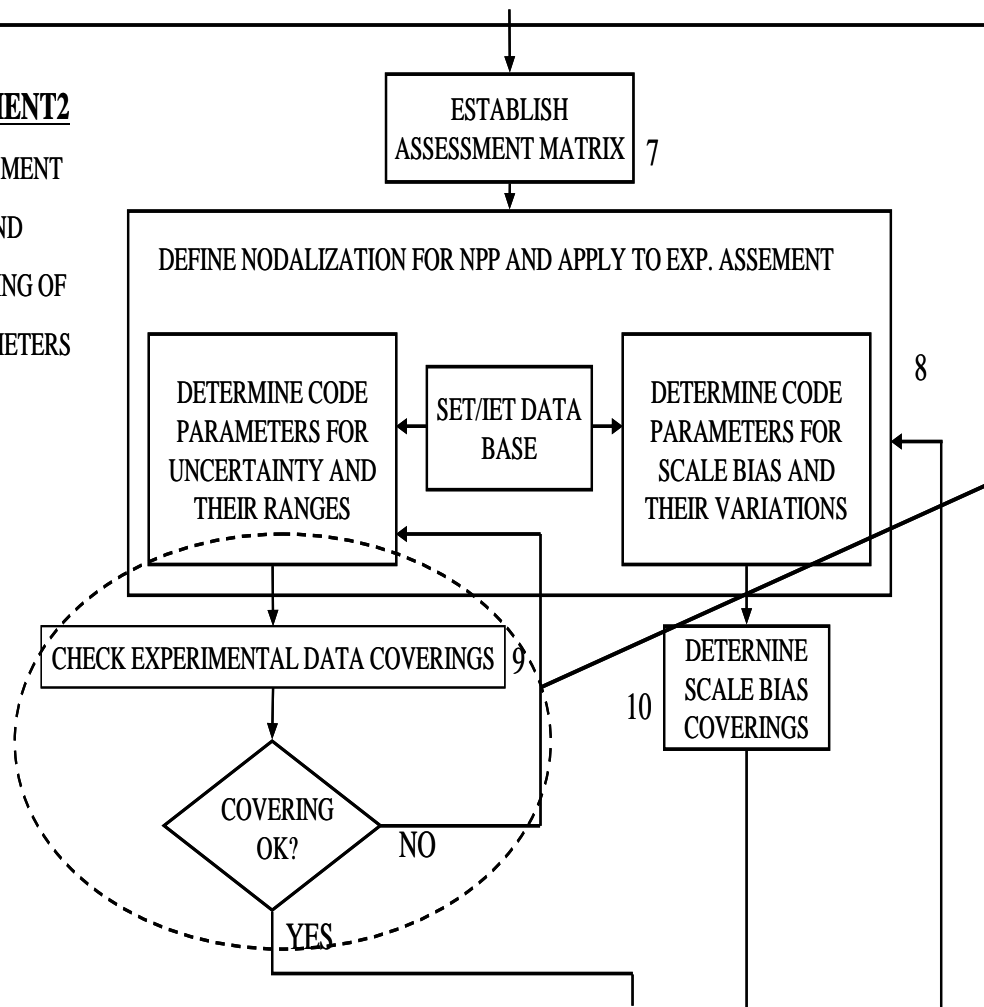 ESTABLISH
ASSESSMENT MATRIX
7
MENT2
MENT
ND
NG OF
METERS
DEFINE NODALIZATION FOR NPP AND APPLY TO EXP. ASSEMENT
8
DETERMINE CODE
PARAMETERS FOR
UNCERTAINTY AND
THEIR RANGES
SET/IET DATA
BASE
DETERMINE CODE
PARAMETERS FOR
SCALE BIAS AND
THEIR VARIATIONS
CHECK EXPERIMENTAL DATA COVERINGS
9
10
DETERNINE
SCALE BIAS
COVERINGS
COVERING
OK?
NO
YES